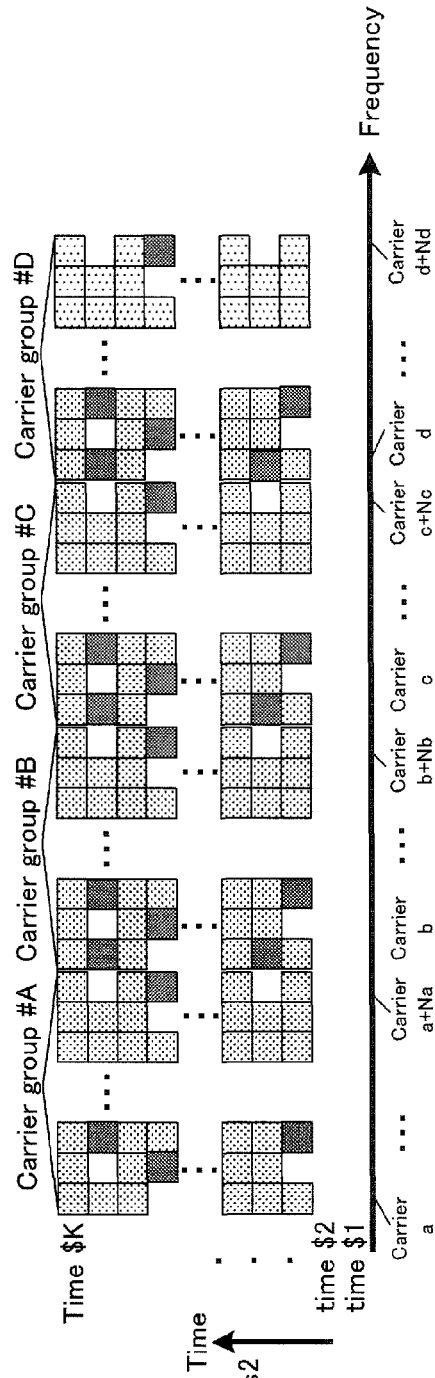 Carrier group #A
Carrier group #B
Carrier group #C
Carrier group #D
Time $K
time $2
time $1
Time
s2
Frequency
Carrier
a
Carrier
a+Na
Carrier
b
Carrier
b+Nb
Carrier
c
Carrier
c+Nc
Carrier
d
Carrier
d+Nd